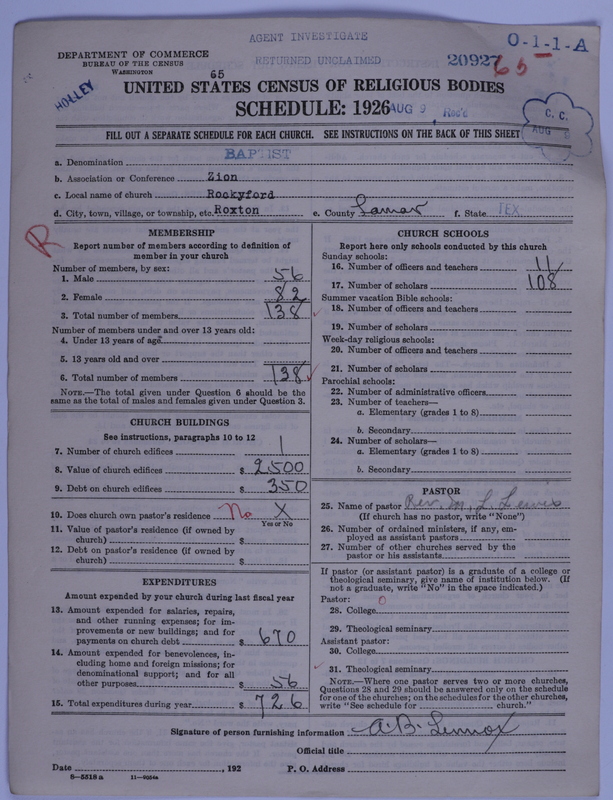 AGENT INVESTIGATE
O-1-1-A
DEPARTMENT OF COMMERCE
BUREAU OF THE CENSUS
WASHINGTON
RETURNED UNCLAIMED
20927
65
65
HOLLEY
UNITED STATES CENSUS OF RELIGIOUS BODIES
SCHEDULE: 1926
AUG 9 Rec'd
C. C.
AUG
FILL OUT A SEPARATE SCHEDULE FOR EACH CHURCH. SEE INSTRUCTIONS ON THE BACK OF THIS SHEET
a. Denomination BAPTIST
b. Association or Conference Zion
c. Local name of church Rockyford
d. City, town, village, or township, etc. Roxton e. County Lamar f. State TEX
R
MEMBERSHIP
Report number of members according to definition of
member in your church
Number of members, by sex:
1. Male 56
2. Female 82
3. Total number of members 138
Number of members under and over 13 years old:
4. Under 13 years of age
5. 13 years old and over
6. Total number of members 138
NOTE.—The total given under Question 6 should be the
same as the total of males and females given under Question 3.
CHURCH BUILDINGS
See instructions, paragraphs 10 to 12
7. Number of church edifices 1
8. Value of church edifices $ 2500
9. Debt on church edifices $ 350
10. Does church own pastor's residence No X
Yes or No
11. Value of pastor's residence (if owned by
church) $
12. Debt on pastor's residence (if owned by
church) $
EXPENDITURES
Amount expended by your church during last fiscal year
13. Amount expended for salaries, repairs,
and other running expenses; for im-
provements or new buildings; and for
payments on church debt $ 670
14. Amount expended for benevolences, in-
cluding home and foreign missions; for
denominational support; and for all
other purposes $ 56
15. Total expenditures during year $ 726
CHURCH SCHOOLS
Report here only schools conducted by this church
Sunday schools:
16. Number of officers and teachers 11
17. Number of scholars 108
Summer vacation Bible schools:
18. Number of officers and teachers
19. Number of scholars
Week-day religious schools:
20. Number of officers and teachers
21. Number of scholars
Parochial schools:
22. Number of administrative officers
23. Number of teachers—
a. Elementary (grades 1 to 8)
b. Secondary
24. Number of scholars—
a. Elementary (grades 1 to 8)
b. Secondary
PASTOR
25. Name of pastor Rev. M. L. Lewis
(If church has no pastor, write "None")
26. Number of ordained ministers, if any, em-
ployed as assistant pastors
27. Number of other churches served by the
pastor or his assistants
If pastor (or assistant pastor) is a graduate of a college or
theological seminary, give name of institution below. (If
not a graduate, write "No" in the space indicated.)
Pastor: 0
28. College
29. Theological seminary
Assistant pastor:
30. College
31. Theological seminary
NOTE.—Where one pastor serves two or more churches,
Questions 28 and 29 should be answered only on the schedule
for one of the churches; on the schedules for the other churches,
write "See schedule for church."
Signature of person furnishing information A. B. Lennox
Official title
Date , 192 P. O. Address
8—5518 a 11—9054a